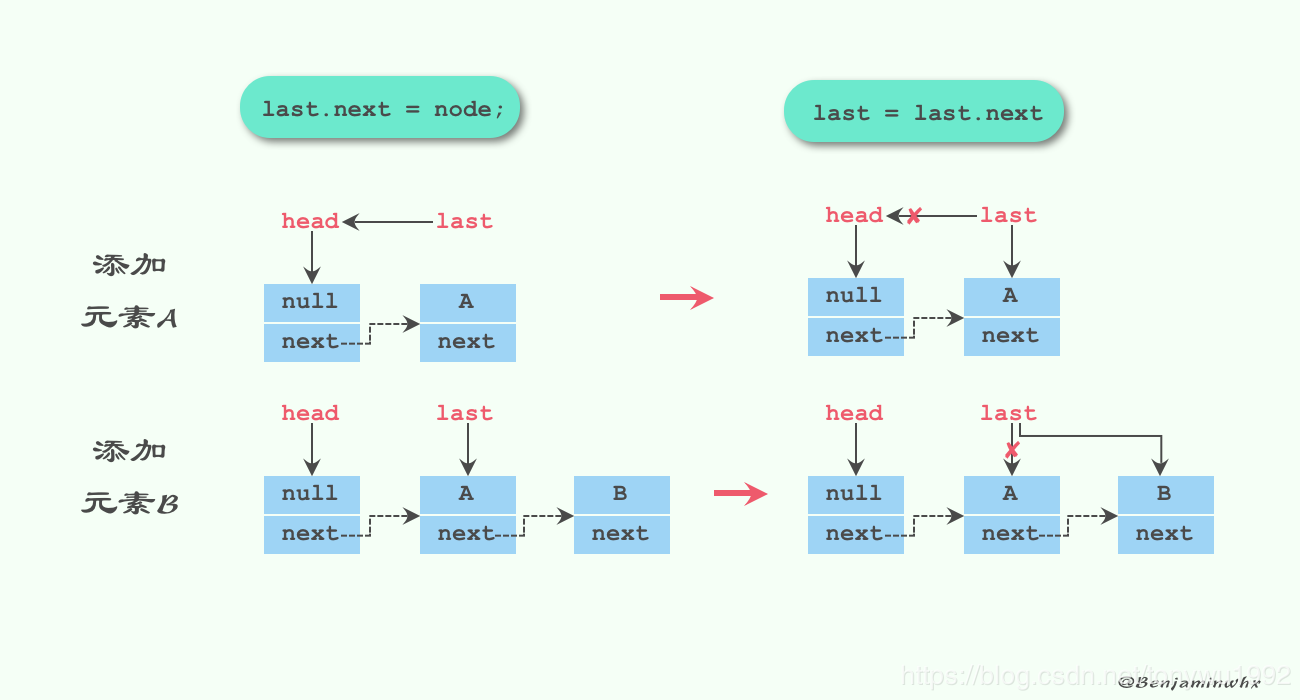 last.next = node;
last = last.next
head
last
head
✘
last
添加
元素A
null
A
next
next
null
A
next
next
head
last
head
last
✘
添加
元素B
null
A
B
next
next
next
null
A
B
next
next
next
https://blog.csdn.net/tonywu1992
@Benjaminwhx